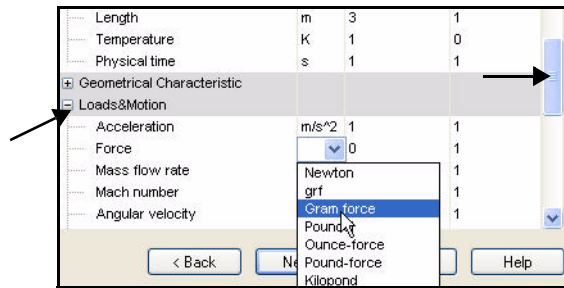 Length m 3 1
Temperature K 1 0
Physical time s 1 1
Geometrical Characteristic
Loads&Motion
Acceleration m/s^2 1 1
Force 0 1
Mass flow rate 1
Mach number 1
Angular velocity 1
Newton
grf
Gram force
Ounce-force
Pound-force
Kilopond
< Back Help